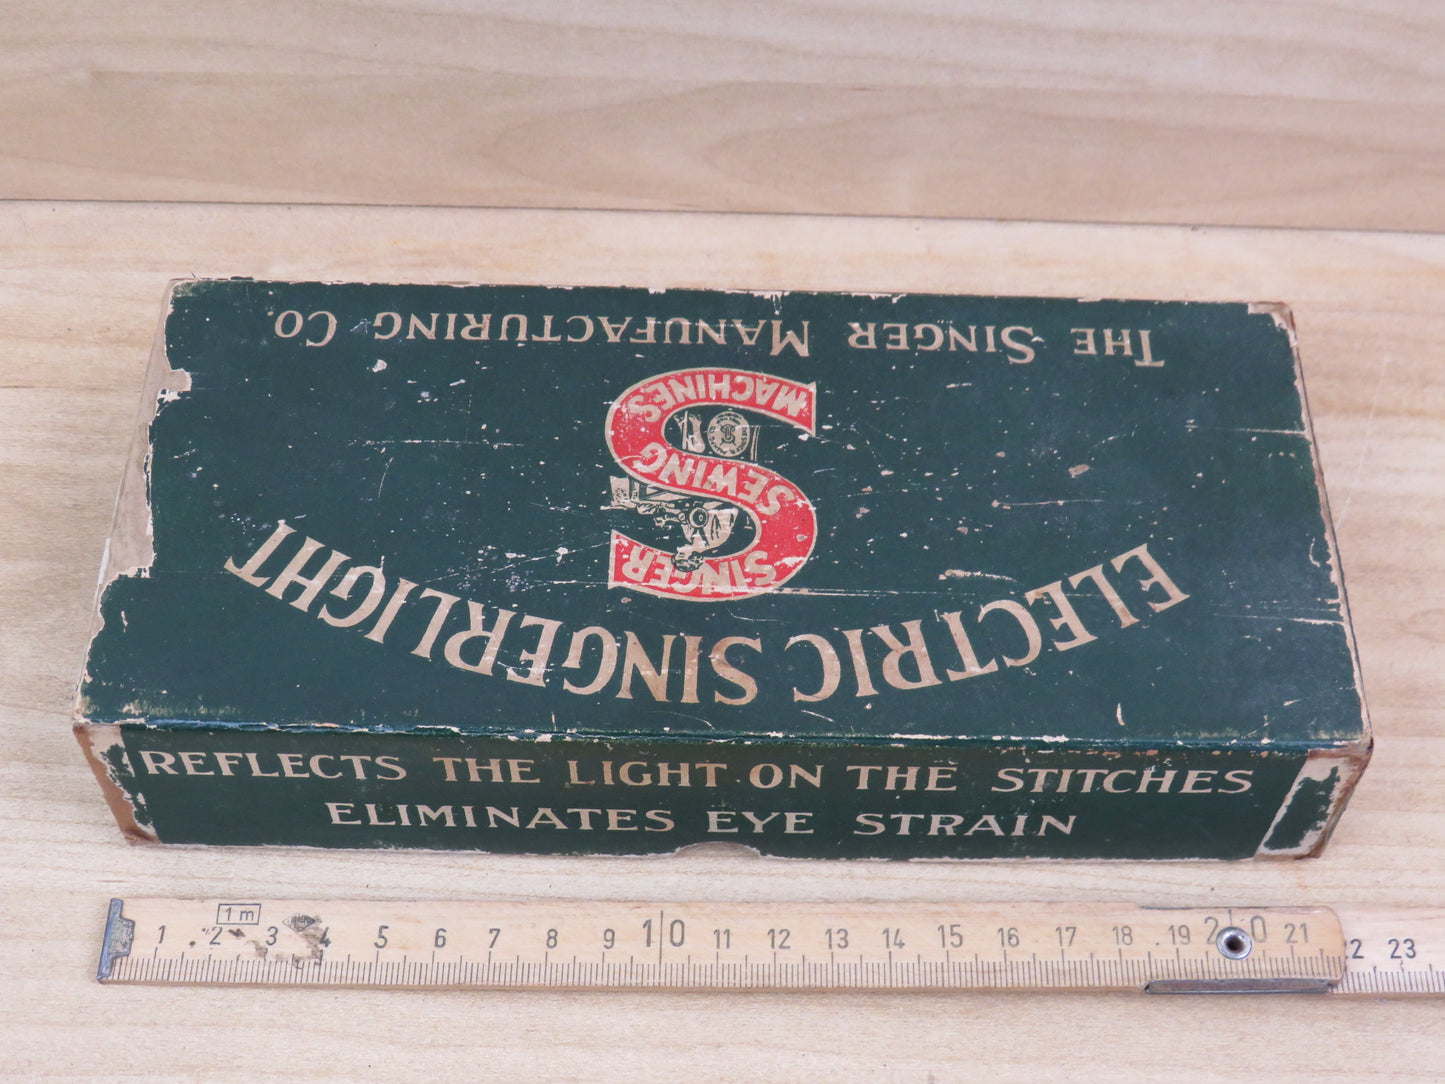 THE SINGER MANUFACTURING CO.
MACHINES
SEWING
SINGER
ELECTRIC SINGERLIGHT
REFLECTS THE LIGHT ON THE STITCHES
ELIMINATES EYE STRAIN
1 m
1 2 3 4 5 6 7 8 9 10 11 12 13 14 15 16 17 18 19 20 21 22 23